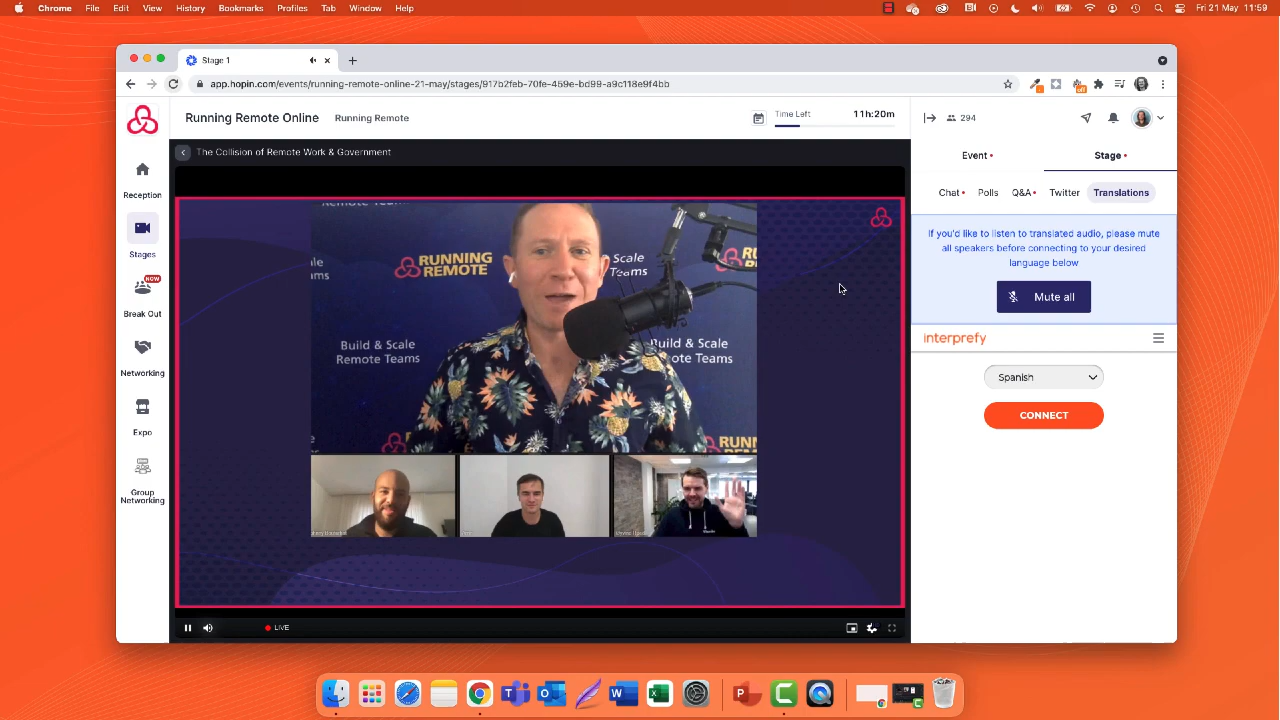 Chrome File Edit View History Bookmarks Profiles Tab Window Help
Fri 21 May 11:59
Stage 1
app.hopin.com/events/running-remote-online-21-may/stages/917b2feb-70fe-459e-bd99-a9c118e9f4bb
Running Remote Online Running Remote
Time Left 11h:20m
294
The Collision of Remote Work & Government
Reception
Stages
NEW
Break Out
Networking
Expo
Group
Networking
Event
Stage
Chat Polls Q&A Twitter Translations
If you'd like to listen to translated audio, please mute
all speakers before connecting to your desired
language below
Mute all
interprefy
Spanish
CONNECT
Remote Teams
RUNNING
REMOTE
Scale
Teams
Build & Scale
Remote Teams
Build & Scale
Remote Teams
RUNNING
LIVE